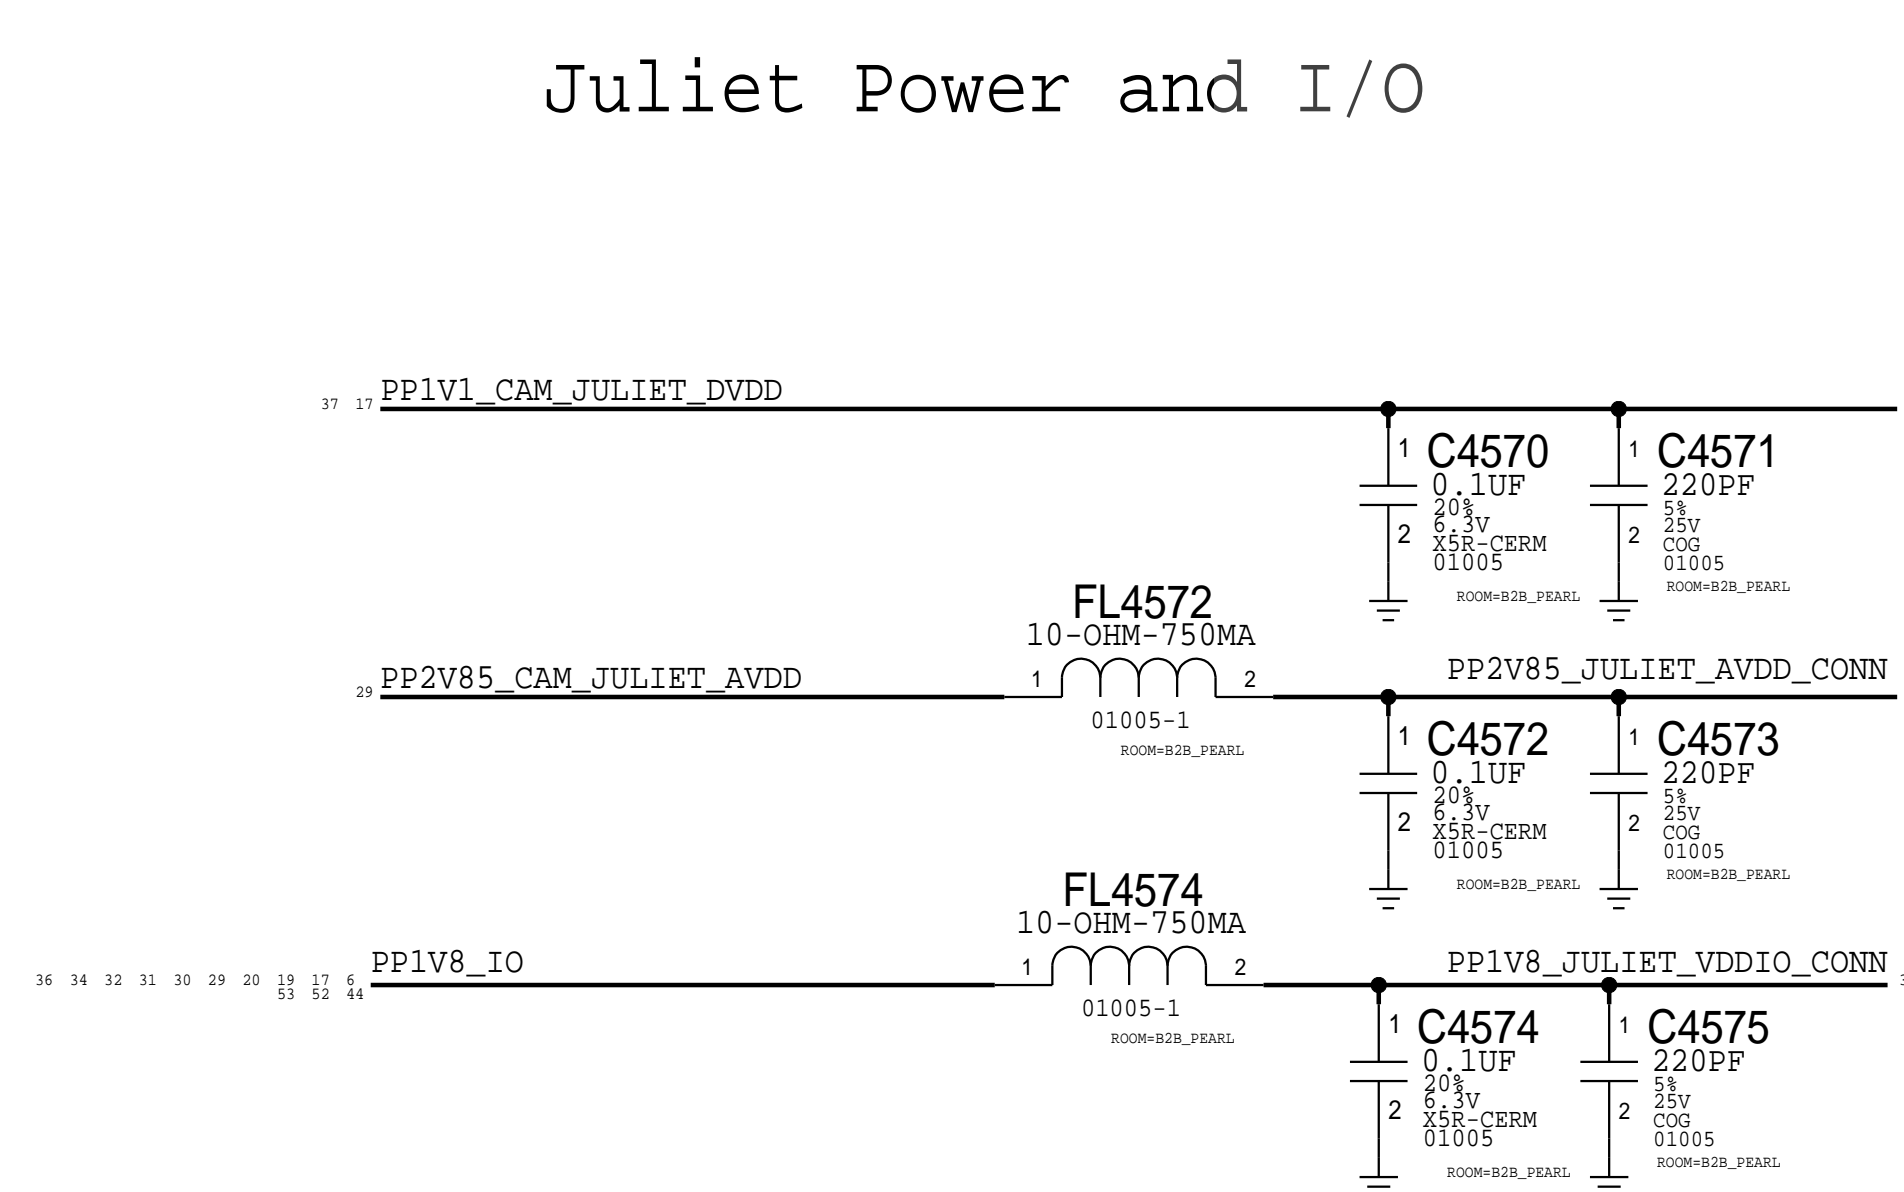 Juliet Power and I/O
37 17 PP1V1_CAM_JULIET_DVDD
1 C4570
0.1UF
20%
6.3V
2 X5R-CERM
01005
ROOM=B2B_PEARL
1 C4571
220PF
5%
25V
2 COG
01005
ROOM=B2B_PEARL
FL4572
10-OHM-750MA
29 PP2V85_CAM_JULIET_AVDD
1 2
01005-1
ROOM=B2B_PEARL
PP2V85_JULIET_AVDD_CONN
1 C4572
0.1UF
20%
6.3V
2 X5R-CERM
01005
ROOM=B2B_PEARL
1 C4573
220PF
5%
25V
2 COG
01005
ROOM=B2B_PEARL
FL4574
10-OHM-750MA
36 34 32 31 30 29 20 19 17 6 PP1V8_IO
53 52 44
1 2
01005-1
ROOM=B2B_PEARL
PP1V8_JULIET_VDDIO_CONN
1 C4574
0.1UF
20%
6.3V
2 X5R-CERM
01005
ROOM=B2B_PEARL
1 C4575
220PF
5%
25V
2 COG
01005
ROOM=B2B_PEARL